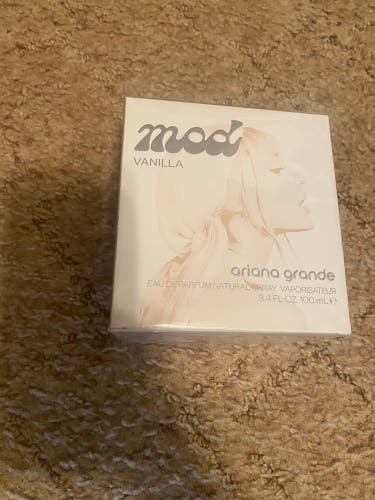 mod
VANILLA
ariana grande
EAU DE PARFUM NATURAL SPRAY VAPORISATEUR
3.4 FL.OZ. 100 mL ℮